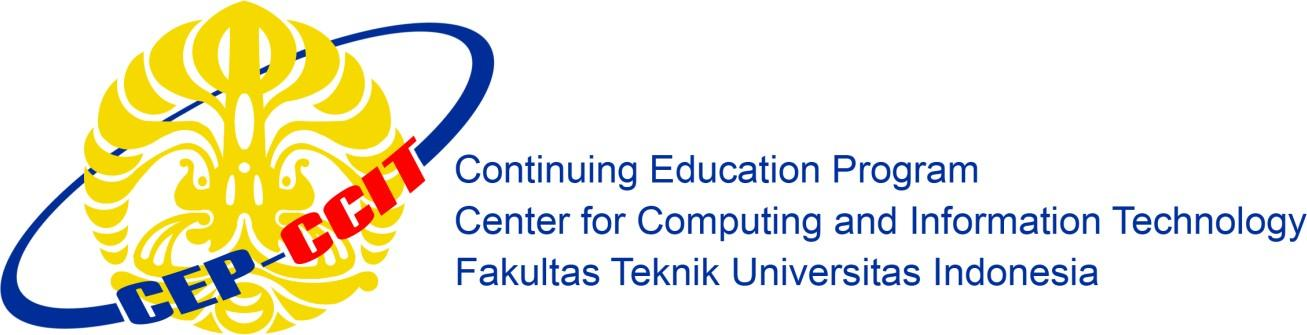 CEP-CCIT
Continuing Education Program
Center for Computing and Information Technology
Fakultas Teknik Universitas Indonesia